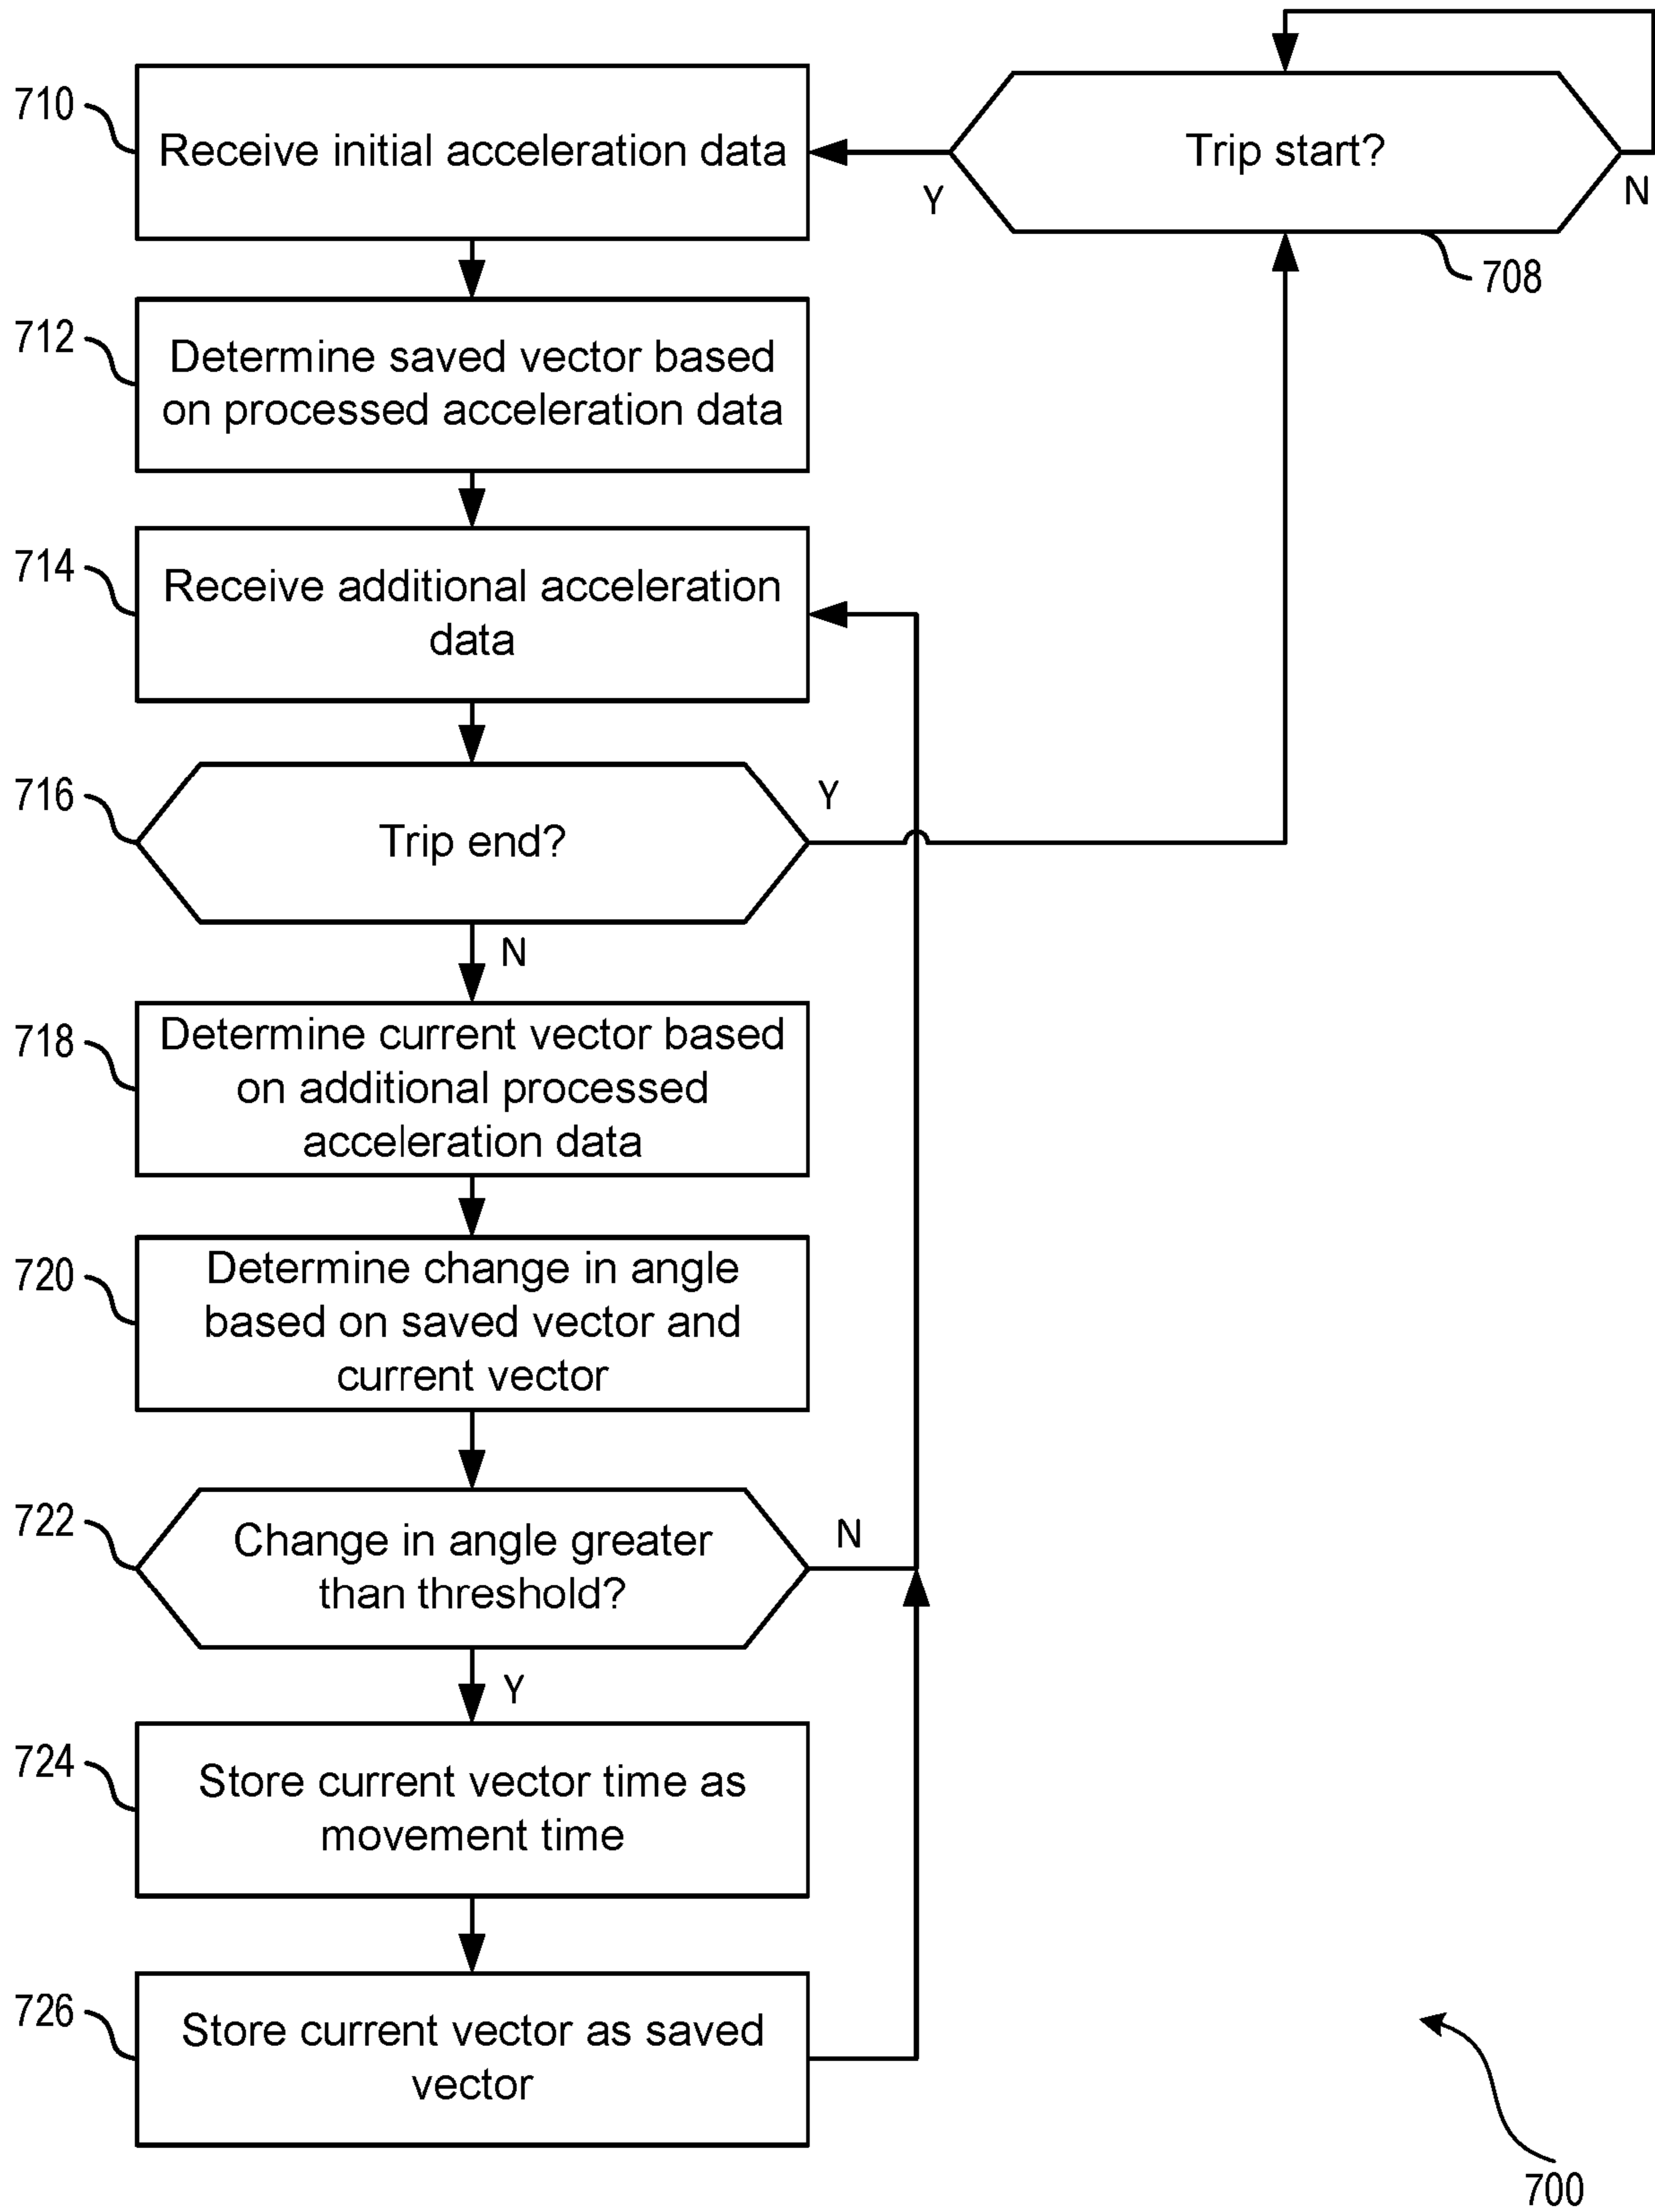 710
Receive initial acceleration data
Trip start?
Y
N
708
712
Determine saved vector based
on processed acceleration data
714
Receive additional acceleration
data
716
Trip end?
Y
N
718
Determine current vector based
on additional processed
acceleration data
720
Determine change in angle
based on saved vector and
current vector
722
Change in angle greater
than threshold?
N
Y
724
Store current vector time as
movement time
726
Store current vector as saved
vector
700